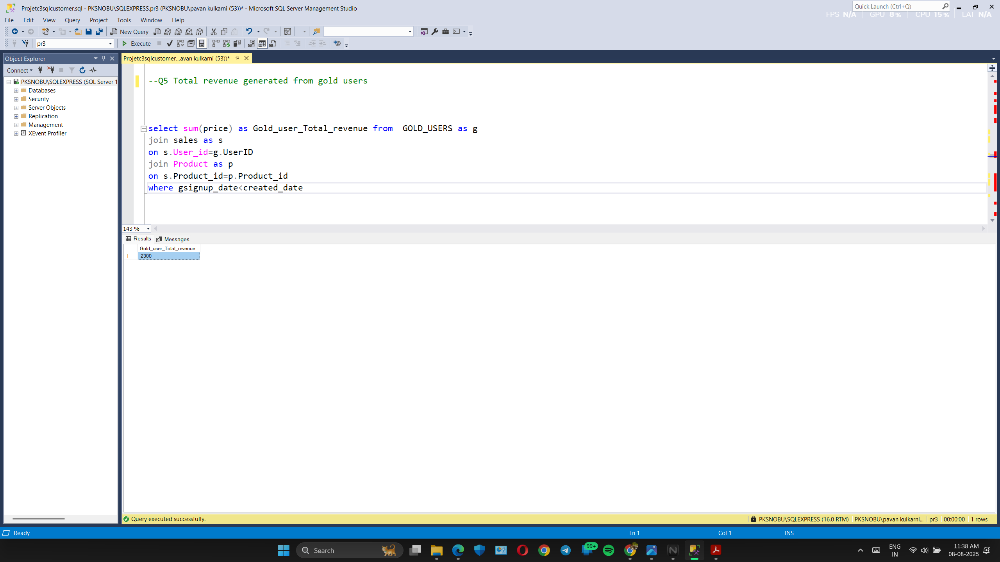 Projetc3sqlcustomer.sql - PKSNOBU\SQLEXPRESS.pr3 (PKSNOBU\pavan kulkarni (53))* - Microsoft SQL Server Management Studio
Quick Launch (Ctrl+Q)
FPS N/A GPU 8% CPU 15% LAT N/A
File Edit View Query Project Tools Window Help
New Query MDX DMX XMLA DAX
pr3 Execute
Object Explorer
Connect
PKSNOBU\SQLEXPRESS (SQL Server 1
Databases
Security
Server Objects
Replication
Management
XEvent Profiler
Projetc3sqlcustomer...avan kulkarni (53))*
--Q5 Total revenue generated from gold users
select sum(price) as Gold_user_Total_revenue from  GOLD_USERS as g
join sales as s
on s.User_id=g.UserID
join Product as p
on s.Product_id=p.Product_id
where gsignup_date<created_date
143 %
Results Messages
Gold_user_Total_revenue
1 2300
Query executed successfully.
PKSNOBU\SQLEXPRESS (16.0 RTM) PKSNOBU\pavan kulkarni... pr3 00:00:00 1 rows
Ready Ln 1 Col 1 INS
Search
99+
ENG
IN
11:38 AM
08-08-2025